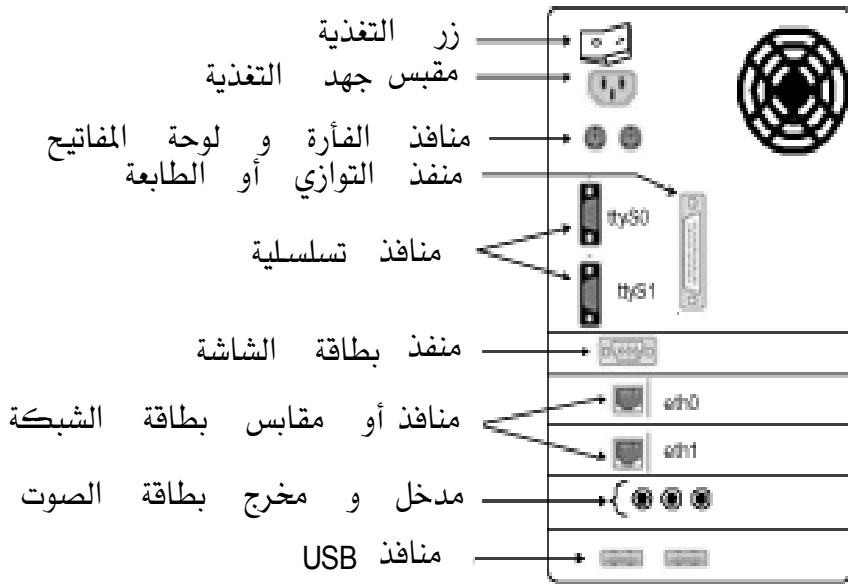 زر التغذية
مقبس جهد التغذية
منافذ الفأرة و لوحة المفاتيح
منفذ التوازي أو الطابعة
ttyS0
منافذ تسلسلية
ttyS1
منفذ بطاقة الشاشة
eth0
منافذ أو مقابس بطاقة الشبكة
eth1
مدخل و مخرج بطاقة الصوت
منافذ USB